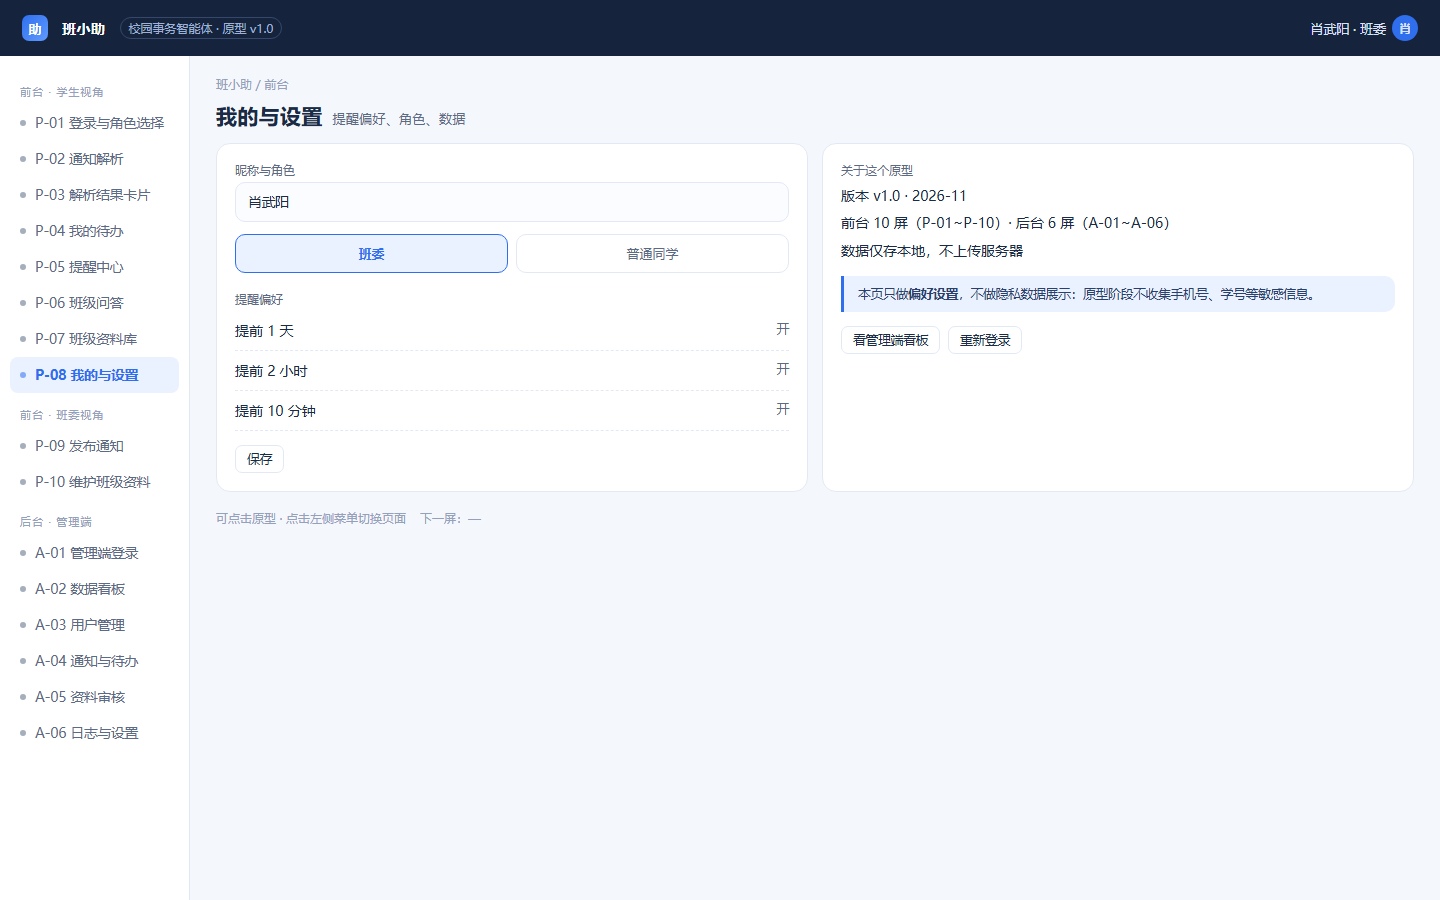 助 班小助 校园事务智能体 · 原型 v1.0 肖武阳 · 班委 肖
前台 · 学生视角
P-01 登录与角色选择
P-02 通知解析
P-03 解析结果卡片
P-04 我的待办
P-05 提醒中心
P-06 班级问答
P-07 班级资料库
P-08 我的与设置
前台 · 班委视角
P-09 发布通知
P-10 维护班级资料
后台 · 管理端
A-01 管理端登录
A-02 数据看板
A-03 用户管理
A-04 通知与待办
A-05 资料审核
A-06 日志与设置
班小助 / 前台
我的与设置 提醒偏好、角色、数据
昵称与角色
肖武阳
班委 普通同学
提醒偏好
提前 1 天 开
提前 2 小时 开
提前 10 分钟 开
保存
关于这个原型
版本 v1.0 · 2026-11
前台 10 屏（P-01~P-10）· 后台 6 屏（A-01~A-06）
数据仅存本地，不上传服务器
本页只做偏好设置，不做隐私数据展示：原型阶段不收集手机号、学号等敏感信息。
看管理端看板 重新登录
可点击原型 · 点击左侧菜单切换页面 下一屏：—